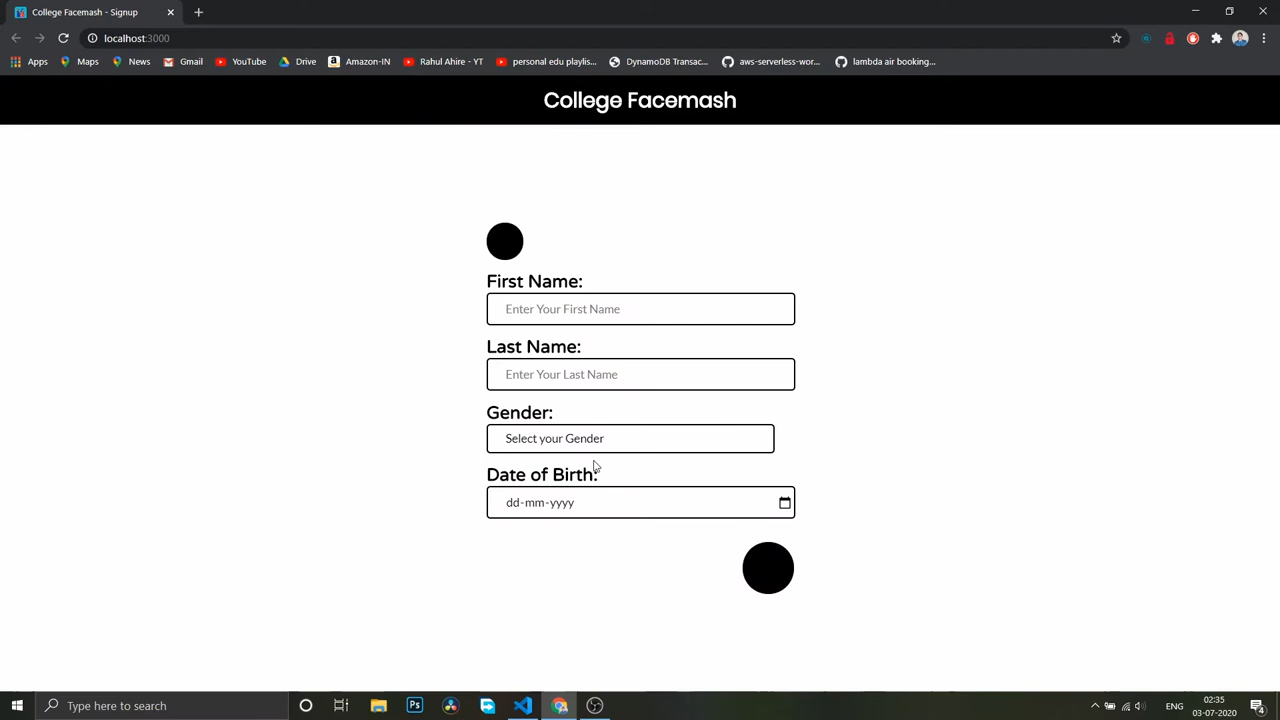 College Facemash - Signup
localhost:3000
Apps Maps News Gmail YouTube Drive Amazon-IN Rahul Ahire - YT personal edu playlis... DynamoDB Transac... aws-serverless-wor... lambda air booking...
College Facemash
First Name:
Enter Your First Name
Last Name:
Enter Your Last Name
Gender:
Select your Gender
Date of Birth:
dd-mm-yyyy
Type here to search
Ps
ENG
02:35
03-07-2020
4